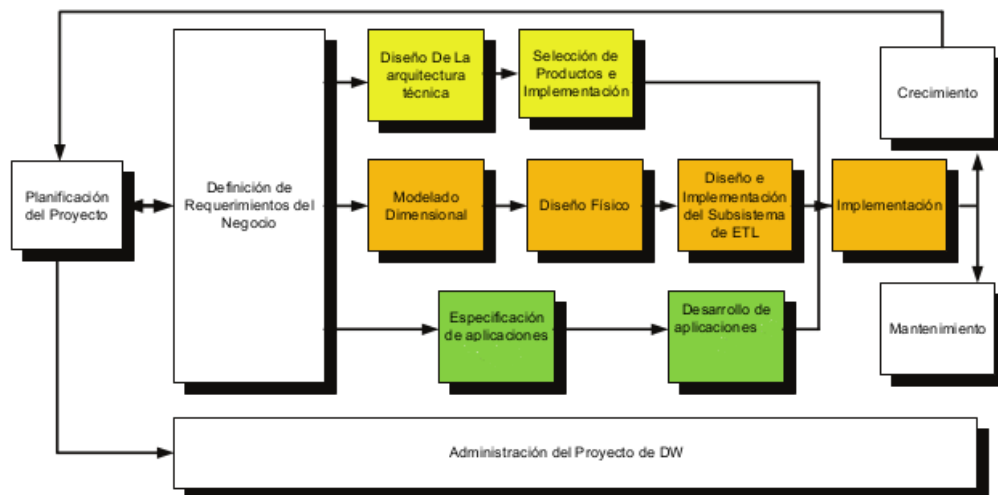 Planificación
del Proyecto
Definición de
Requerimientos del
Negocio
Diseño De La
arquitectura
técnica
Selección de
Productos e
Implementación
Modelado
Dimensional
Diseño Físico
Diseño e
Implementación
del Subsistema
de ETL
Implementación
Especificación
de aplicaciones
Desarrollo de
aplicaciones
Crecimiento
Mantenimiento
Administración del Proyecto de DW